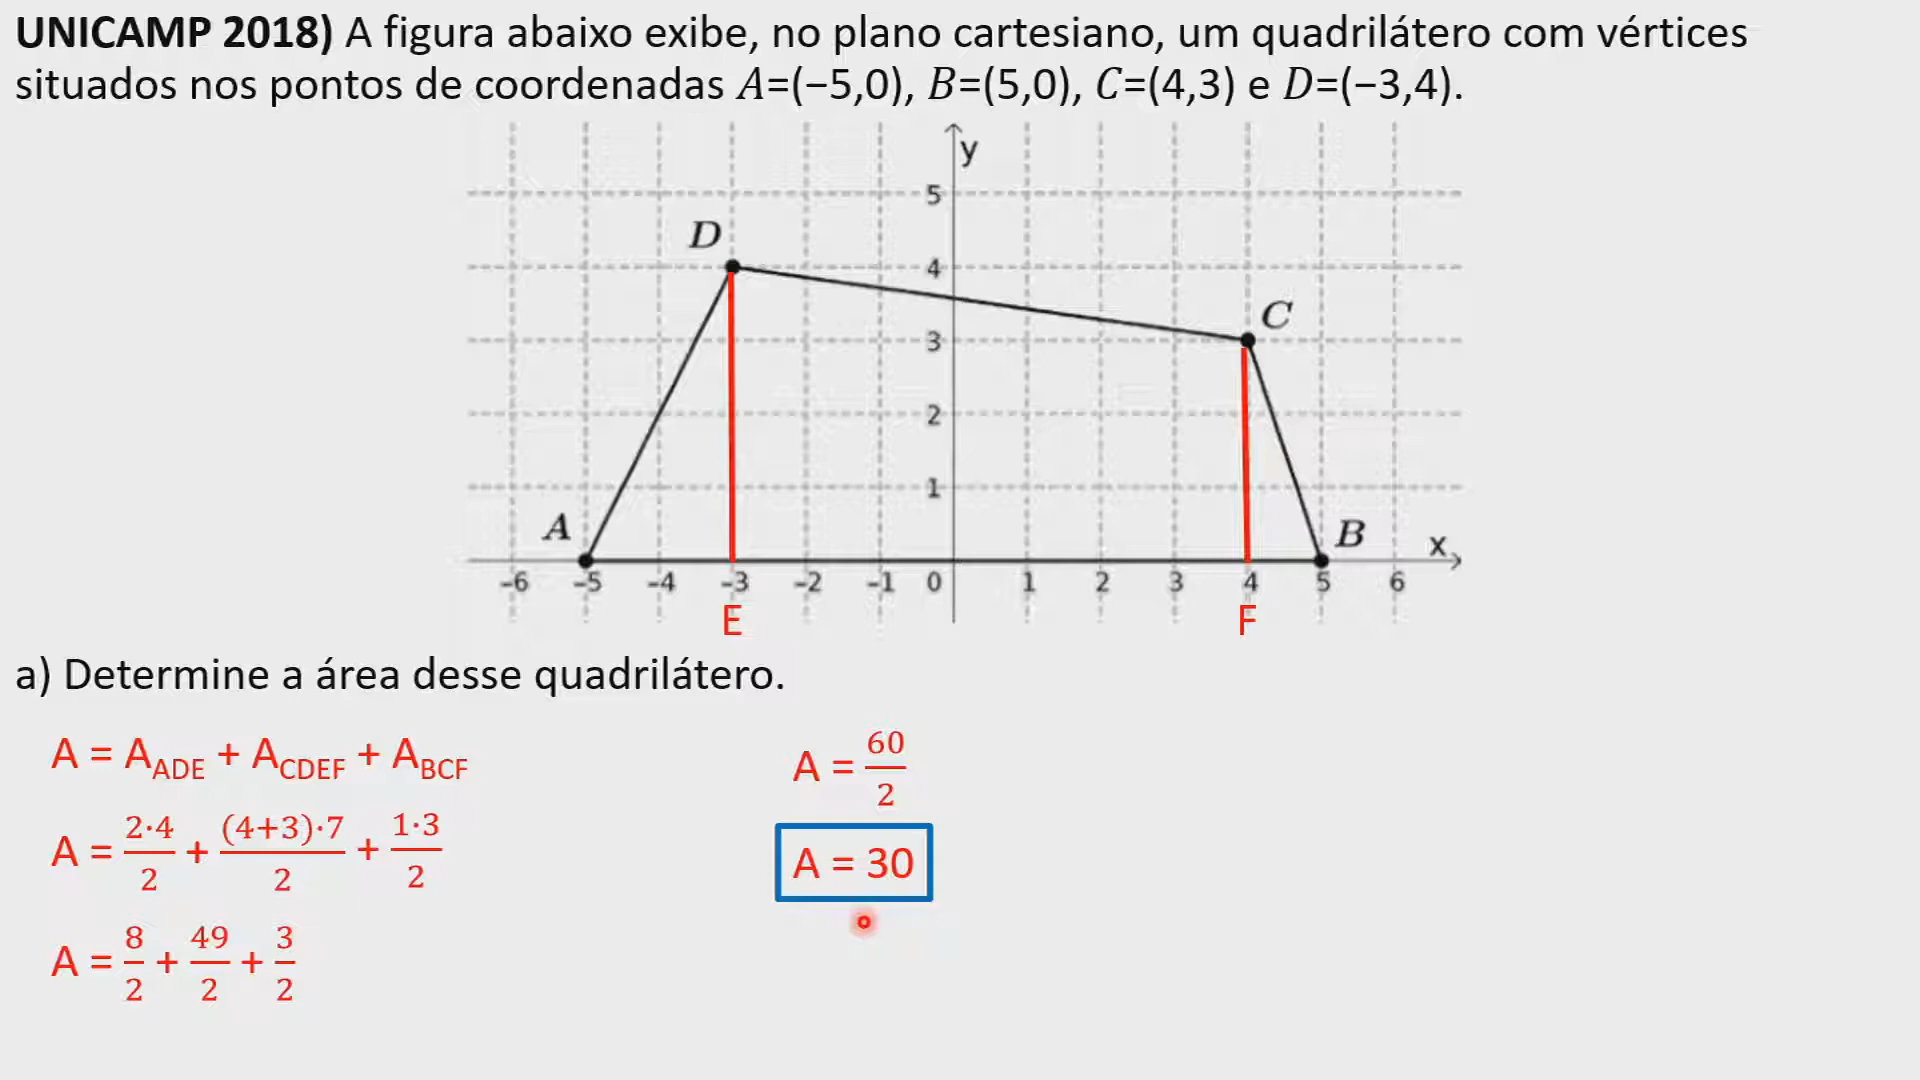 UNICAMP 2018) A figura abaixo exibe, no plano cartesiano, um quadrilátero com vértices
situados nos pontos de coordenadas A=(−5,0), B=(5,0), C=(4,3) e D=(−3,4).
y
5
D
4
C
3
2
1
A
B
x
−6 −5 −4 −3 −2 −1 0 1 2 3 4 5 6
E F
a) Determine a área desse quadrilátero.
A = A_ADE + A_CDEF + A_BCF
A = 2·4/2 + (4+3)·7/2 + 1·3/2
A = 8/2 + 49/2 + 3/2
A = 60/2
A = 30